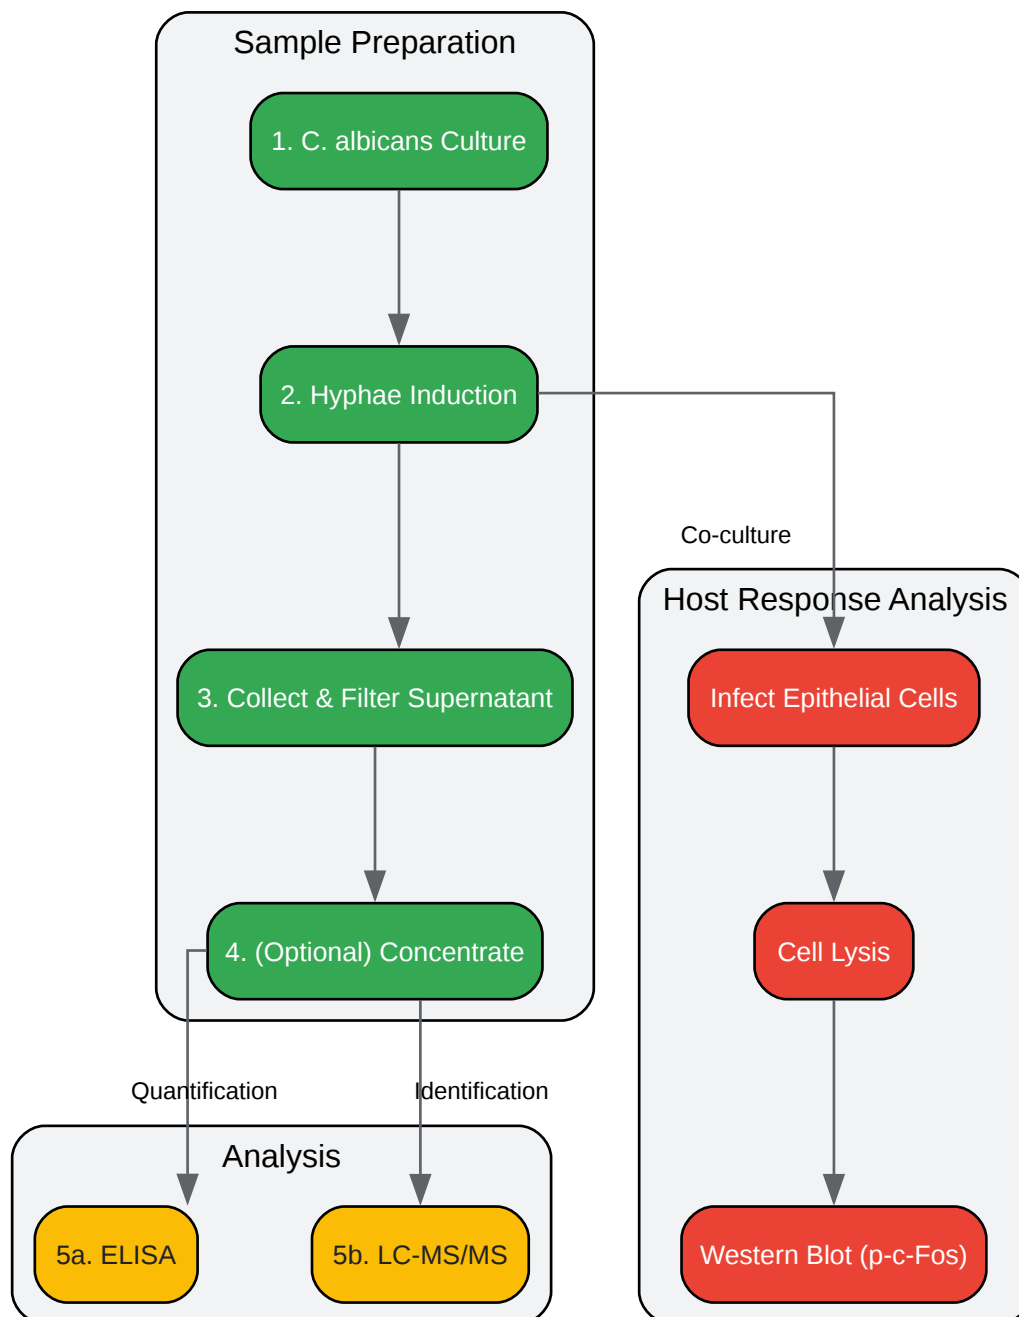 Sample Preparation
1. C. albicans Culture
2. Hyphae Induction
Co-culture
Host Response Analysis
3. Collect & Filter Supernatant
Infect Epithelial Cells
4. (Optional) Concentrate
Cell Lysis
Quantification
Identification
Analysis
5a. ELISA
5b. LC-MS/MS
Western Blot (p-c-Fos)